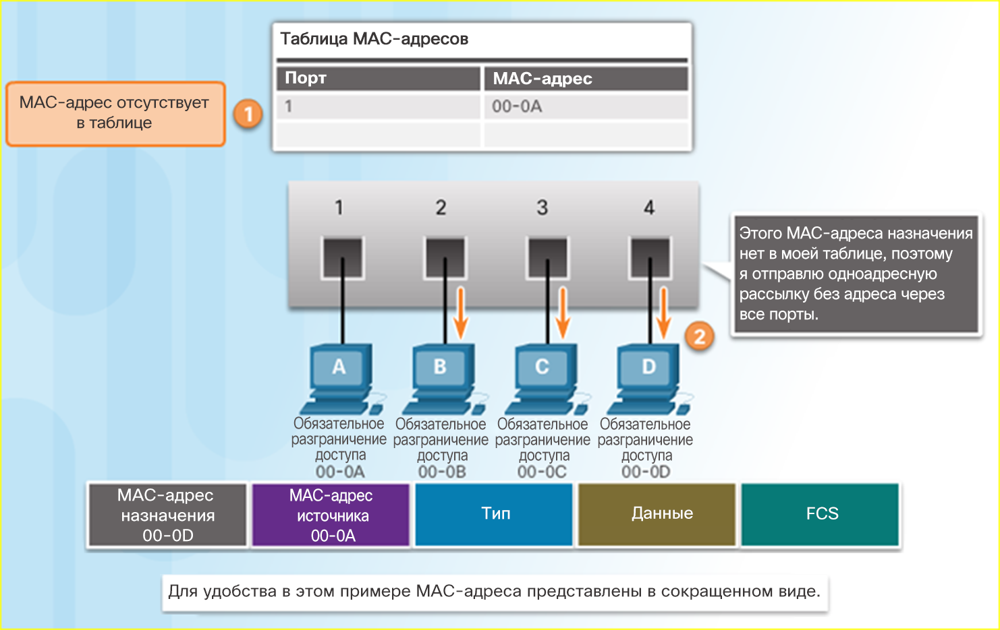 Таблица MAC-адресов
Порт
MAC-адрес
1
00-0A
MAC-адрес отсутствует
в таблице
1
1
2
3
4
Этого MAC-адреса назначения
нет в моей таблице, поэтому
я отправлю одноадресную
рассылку без адреса через
все порты.
2
A
B
C
D
Обязательное
разграничение
доступа
00-0A
Обязательное
разграничение
доступа
00-0B
Обязательное
разграничение
доступа
00-0C
Обязательное
разграничение
доступа
00-0D
MAC-адрес
назначения
00-0D
MAC-адрес
источника
00-0A
Тип
Данные
FCS
Для удобства в этом примере MAC-адреса представлены в сокращенном виде.